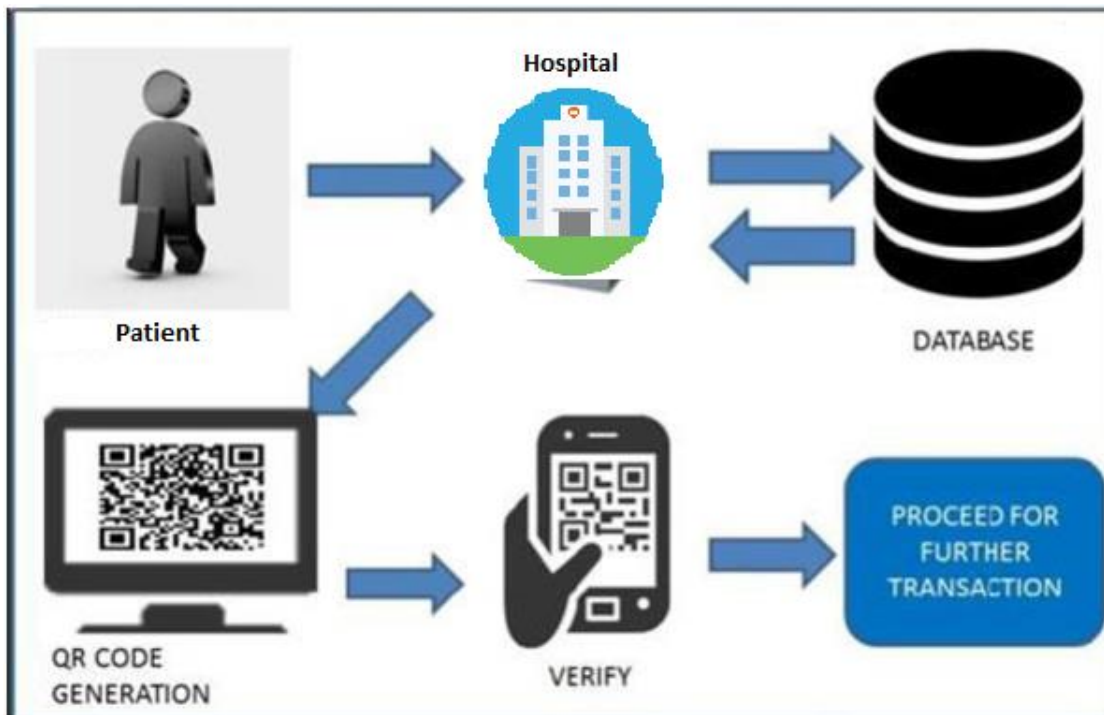 Hospital
Patient
DATABASE
QR CODE
GENERATION
VERIFY
PROCEED FOR
FURTHER
TRANSACTION